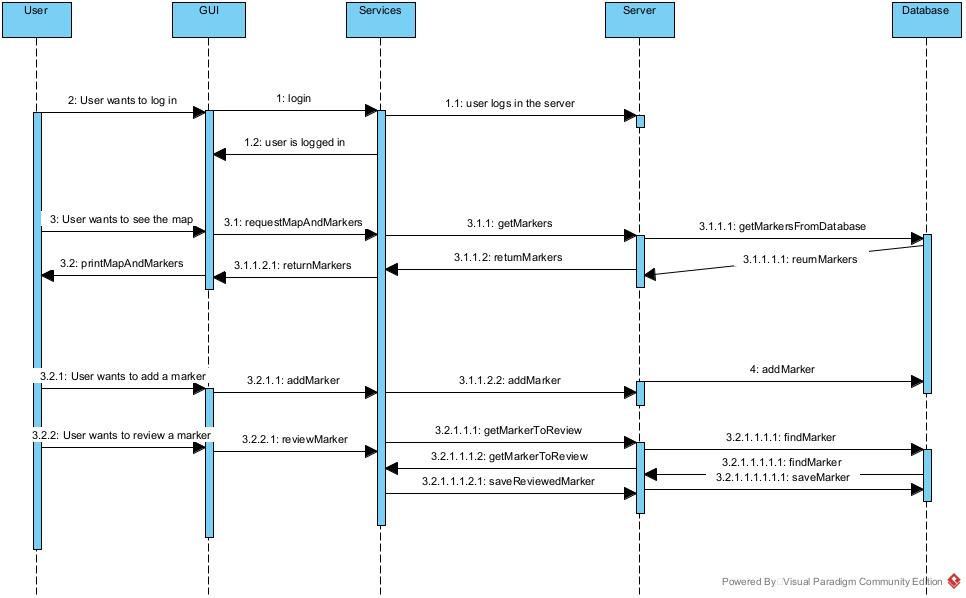 User
GUI
Services
Server
Database
2: User wants to log in
1: login
1.1: user logs in the server
1.2: user is logged in
3: User wants to see the map
3.1: requestMapAndMarkers
3.1.1: getMarkers
3.1.1.1: getMarkersFromDatabase
3.2: printMapAndMarkers
3.1.1.2.1: returnMarkers
3.1.1.2: returnMarkers
3.1.1.1.1: reurnMarkers
3.2.1: User wants to add a marker
3.2.1.1: addMarker
3.1.1.2.2: addMarker
4: addMarker
3.2.2: User wants to review a marker
3.2.2.1: reviewMarker
3.2.1.1.1: getMarkerToReview
3.2.1.1.1.1: findMarker
3.2.1.1.1.2: getMarkerToReview
3.2.1.1.1.1.1: findMarker
3.2.1.1.1.2.1: saveReviewedMarker
3.2.1.1.1.1.1.1: saveMarker
Powered By Visual Paradigm Community Edition